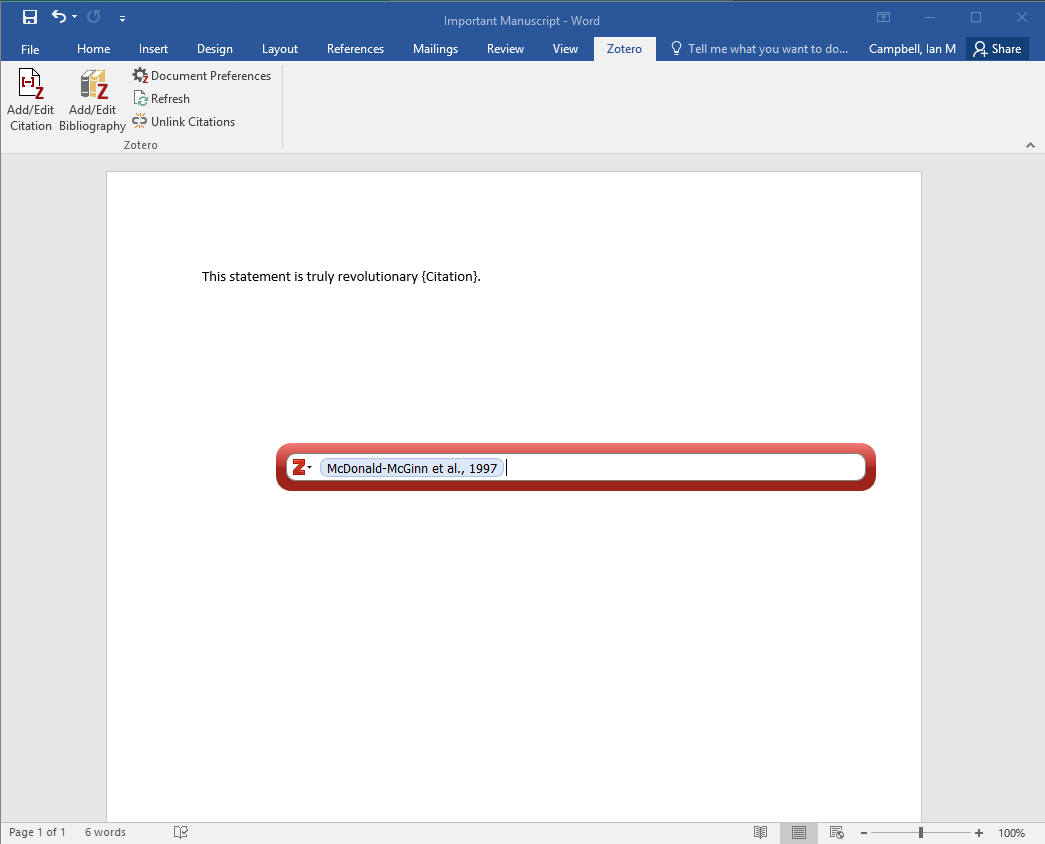 Important Manuscript - Word
File Home Insert Design Layout References Mailings Review View Zotero Tell me what you want to do... Campbell, Ian M Share
Add/Edit Citation
Add/Edit Bibliography
Document Preferences
Refresh
Unlink Citations
Zotero
This statement is truly revolutionary {Citation}.
Z McDonald-McGinn et al., 1997
Page 1 of 1 6 words 100%